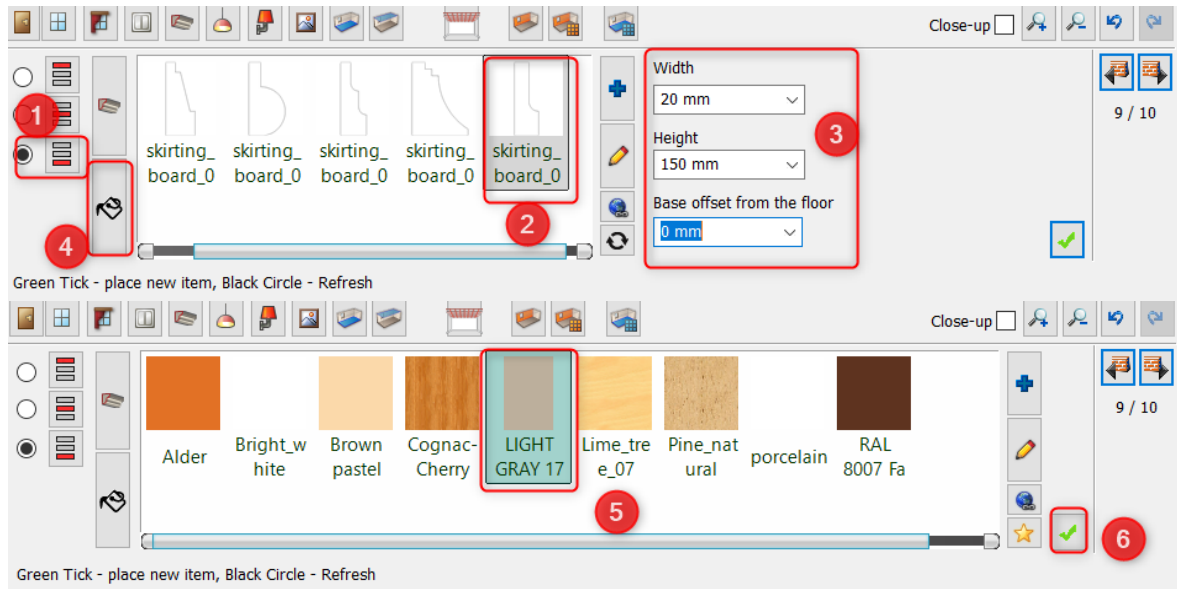 Close-up
1
skirting_
board_0
skirting_
board_0
skirting_
board_0
skirting_
board_0
skirting_
board_0
2
Width
20 mm
Height
150 mm
Base offset from the floor
0 mm
3
9 / 10
4
Green Tick - place new item, Black Circle - Refresh
Close-up
Alder
Bright_w
hite
Brown
pastel
Cognac-
Cherry
LIGHT
GRAY 17
Lime_tre
e_07
Pine_nat
ural
porcelain
RAL
8007 Fa
5
9 / 10
6
Green Tick - place new item, Black Circle - Refresh